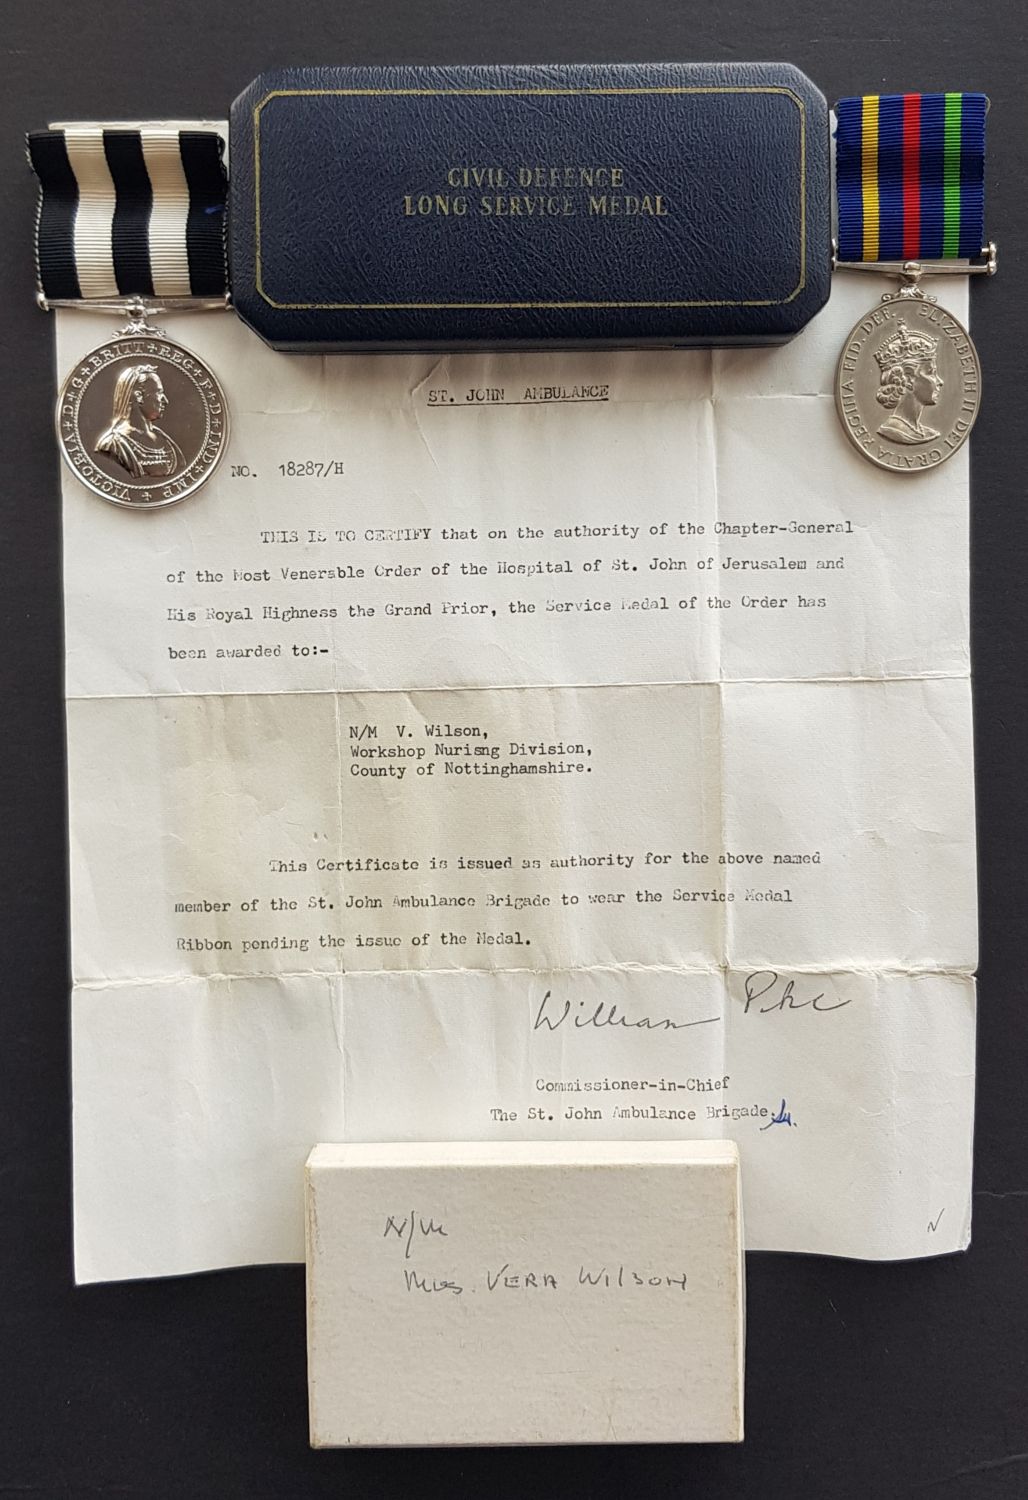 CIVIL DEFENCE
LONG SERVICE MEDAL
VICTORIA + D + G + BRITT + REG + F + D + IND + IMP +
ELIZABETH II DEI GRATIA REGINA FID. DEF.
ST. JOHN AMBULANCE
NO. 18287/H
THIS IS TO CERTIFY that on the authority of the Chapter-General
of the Most Venerable Order of the Hospital of St. John of Jerusalem and
His Royal Highness the Grand Prior, the Service Medal of the Order has
been awarded to:-
N/M V. Wilson,
Workshop Nurisng Division,
County of Nottinghamshire.
This Certificate is issued as authority for the above named
member of the St. John Ambulance Brigade to wear the Service Medal
Ribbon pending the issue of the Medal.
William
Commissioner-in-Chief
The St. John Ambulance Brigade.
N/M
VERA WILSON